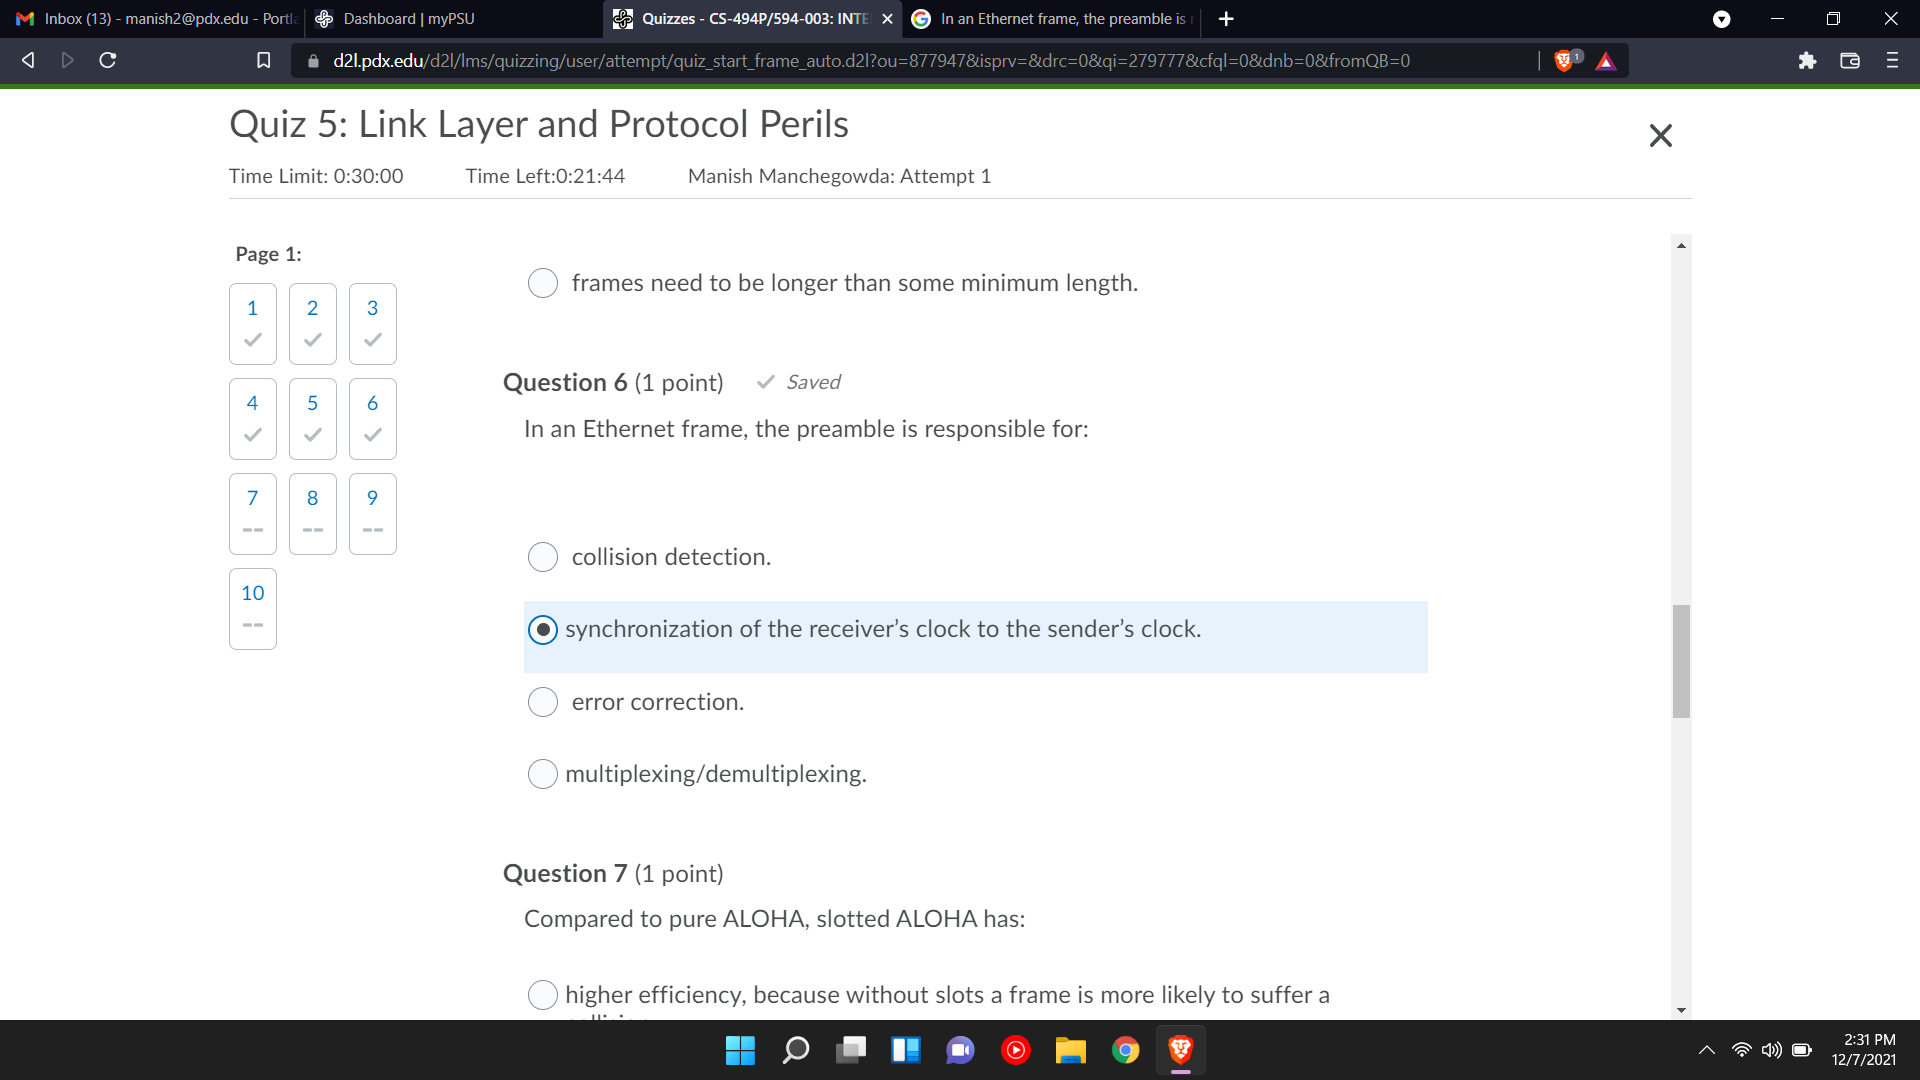 Inbox (13) - manish2@pdx.edu - Portla
Dashboard | myPSU
Quizzes - CS-494P/594-003: INTE
In an Ethernet frame, the preamble is
d2l.pdx.edu/d2l/lms/quizzing/user/attempt/quiz_start_frame_auto.d2l?ou=877947&isprv=&drc=0&qi=279777&cfql=0&dnb=0&fromQB=0
1
Quiz 5: Link Layer and Protocol Perils
Time Limit: 0:30:00 Time Left:0:21:44 Manish Manchegowda: Attempt 1
Page 1:
1 2 3
4 5 6
7 8 9
-- -- --
10
--
frames need to be longer than some minimum length.
Question 6 (1 point) Saved
In an Ethernet frame, the preamble is responsible for:
collision detection.
synchronization of the receiver’s clock to the sender’s clock.
error correction.
multiplexing/demultiplexing.
Question 7 (1 point)
Compared to pure ALOHA, slotted ALOHA has:
higher efficiency, because without slots a frame is more likely to suffer a
2:31 PM
12/7/2021